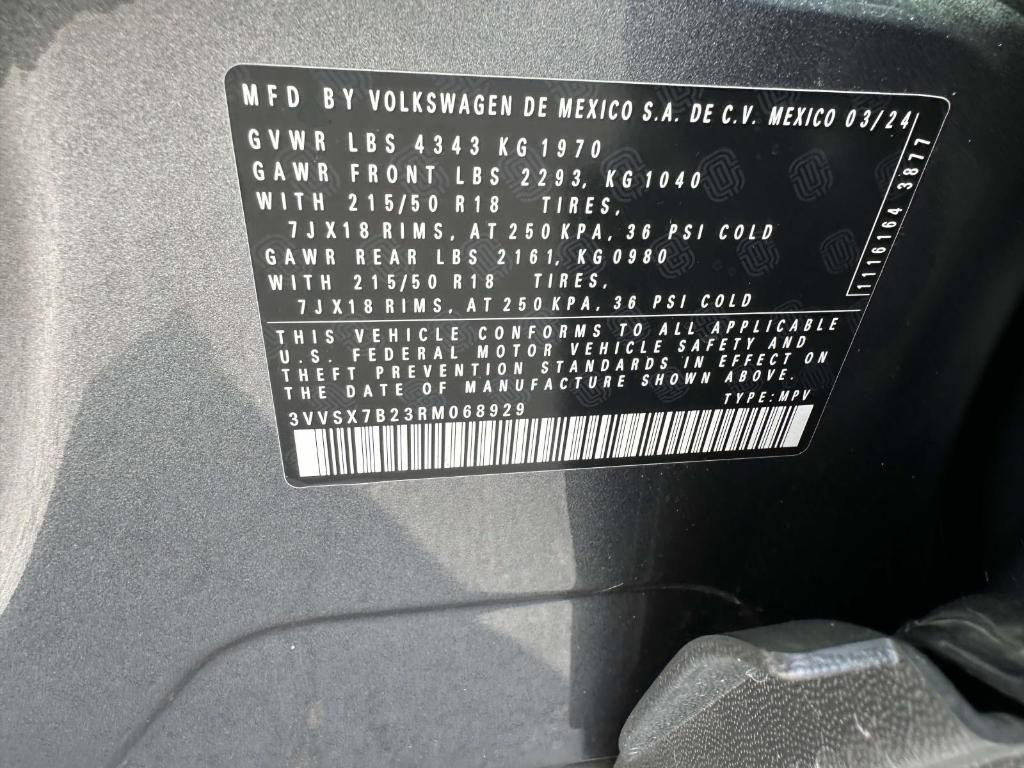 MFD BY VOLKSWAGEN DE MEXICO S.A. DE C.V. MEXICO 03/24
GVWR LBS 4343 KG 1970
GAWR FRONT LBS 2293, KG 1040
WITH 215/50 R18 TIRES,
7JX18 RIMS, AT 250 KPA, 36 PSI COLD
GAWR REAR LBS 2161, KG 0980
WITH 215/50 R18 TIRES,
7JX18 RIMS, AT 250 KPA, 36 PSI COLD
1116164 3877
THIS VEHICLE CONFORMS TO ALL APPLICABLE
U.S. FEDERAL MOTOR VEHICLE SAFETY AND
THEFT PREVENTION STANDARDS IN EFFECT ON
THE DATE OF MANUFACTURE SHOWN ABOVE.
TYPE: MPV
3VVSX7B23RM068929